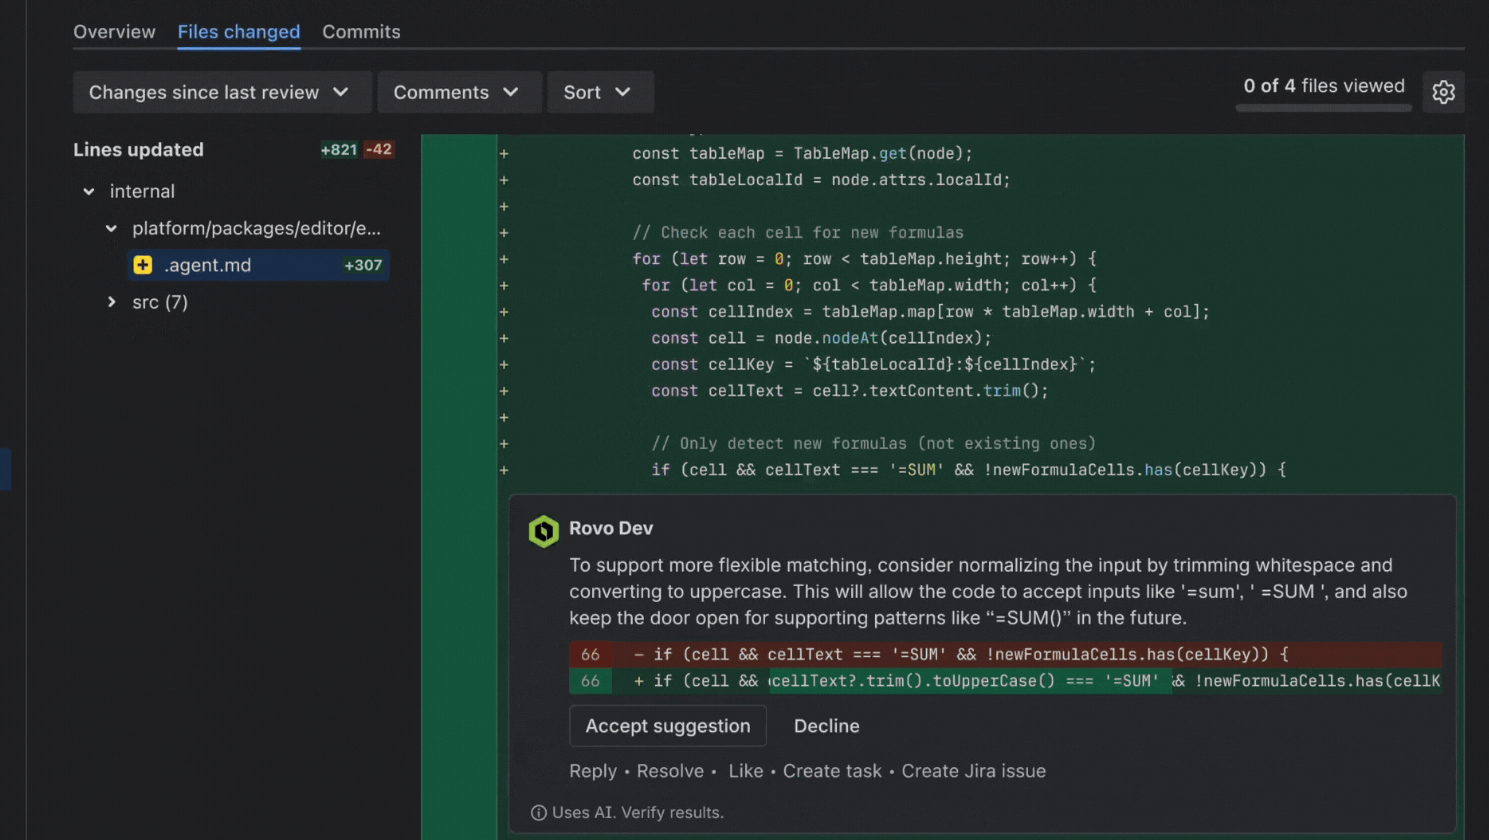 Overview Files changed Commits
Changes since last review Comments Sort 0 of 4 files viewed
Lines updated +821 -42
internal
platform/packages/editor/e...
.agent.md +307
src (7)
+ const tableMap = TableMap.get(node);
+ const tableLocalId = node.attrs.localId;
+
+ // Check each cell for new formulas
+ for (let row = 0; row < tableMap.height; row++) {
+ for (let col = 0; col < tableMap.width; col++) {
+ const cellIndex = tableMap.map[row * tableMap.width + col];
+ const cell = node.nodeAt(cellIndex);
+ const cellKey = `${tableLocalId}:${cellIndex}`;
+ const cellText = cell?.textContent.trim();
+
+ // Only detect new formulas (not existing ones)
+ if (cell && cellText === '=SUM' && !newFormulaCells.has(cellKey)) {
Rovo Dev
To support more flexible matching, consider normalizing the input by trimming whitespace and
converting to uppercase. This will allow the code to accept inputs like '=sum', ' =SUM ', and also
keep the door open for supporting patterns like “=SUM()” in the future.
66 - if (cell && cellText === '=SUM' && !newFormulaCells.has(cellKey)) {
66 + if (cell && cellText?.trim().toUpperCase() === '=SUM' && !newFormulaCells.has(cellK
Accept suggestion Decline
Reply • Resolve • Like • Create task • Create Jira issue
Uses AI. Verify results.